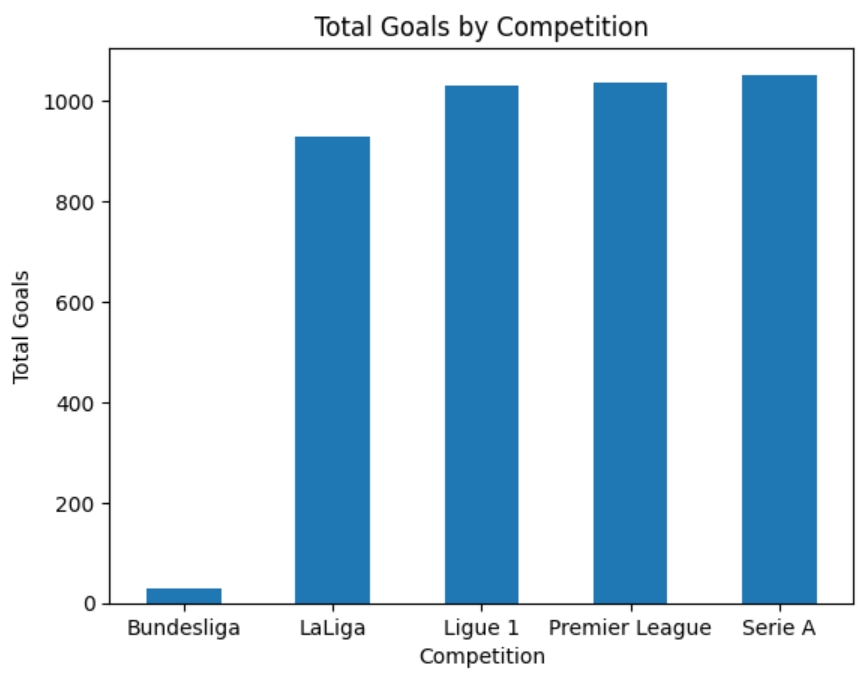 Total Goals by Competition
Total Goals
1000
800
600
400
200
0
Bundesliga LaLiga Ligue 1 Premier League Serie A
Competition